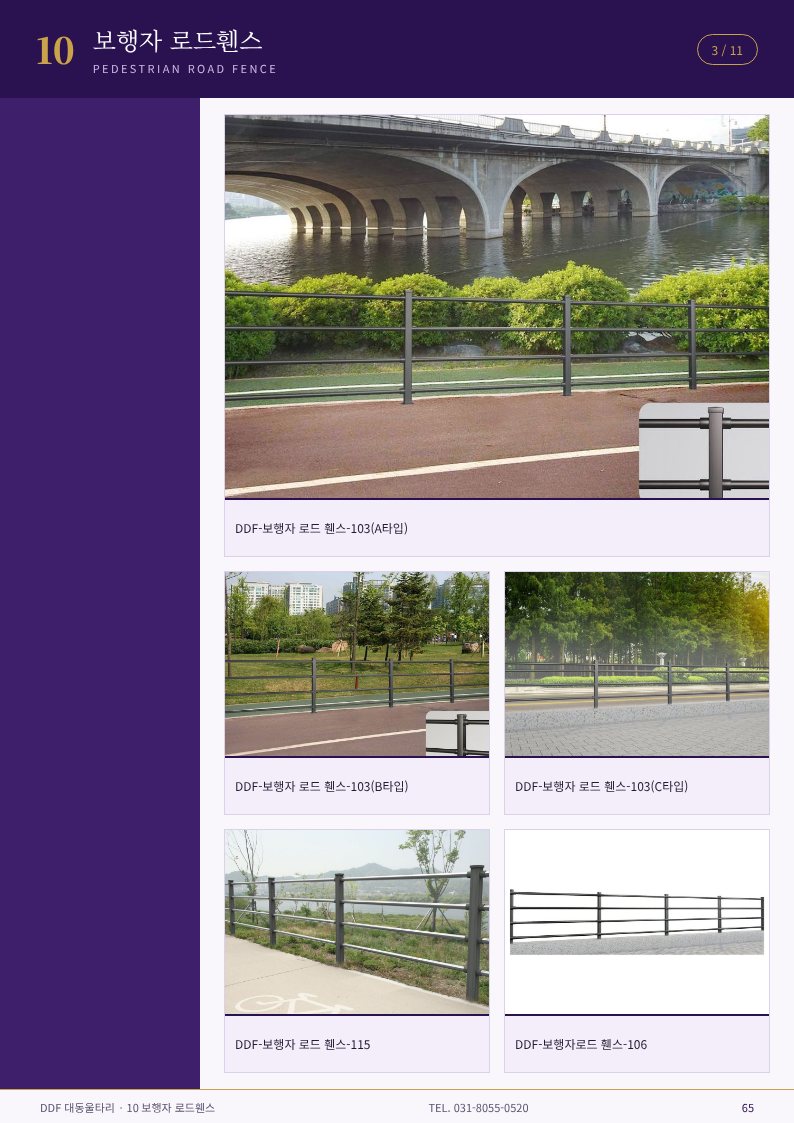 10
보행자 로드휀스
PEDESTRIAN ROAD FENCE
3 / 11
DDF-보행자 로드 휀스-103(A타입)
DDF-보행자 로드 휀스-103(B타입)
DDF-보행자 로드 휀스-103(C타입)
DDF-보행자 로드 휀스-115
DDF-보행자로드 휀스-106
DDF 대동울타리 · 10 보행자 로드휀스
TEL. 031-8055-0520
65